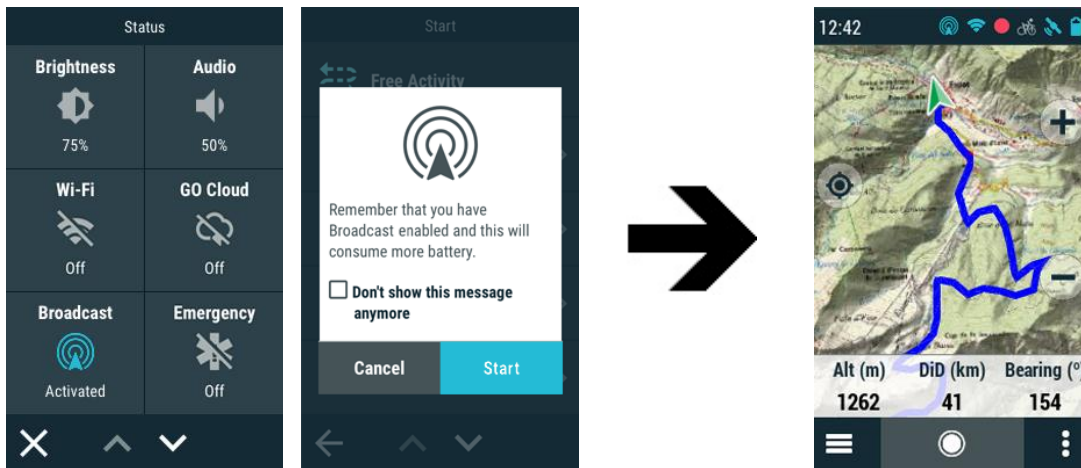 Status
Brightness
Audio
75%
50%
Wi-Fi
GO Cloud
Off
Off
Broadcast
Emergency
Activated
Off
Start
Free Activity
Remember that you have
Broadcast enabled and this will
consume more battery.
Don't show this message
anymore
Cancel
Start
12:42
Espot
Alt (m)
DiD (km)
Bearing (º)
1262
41
154